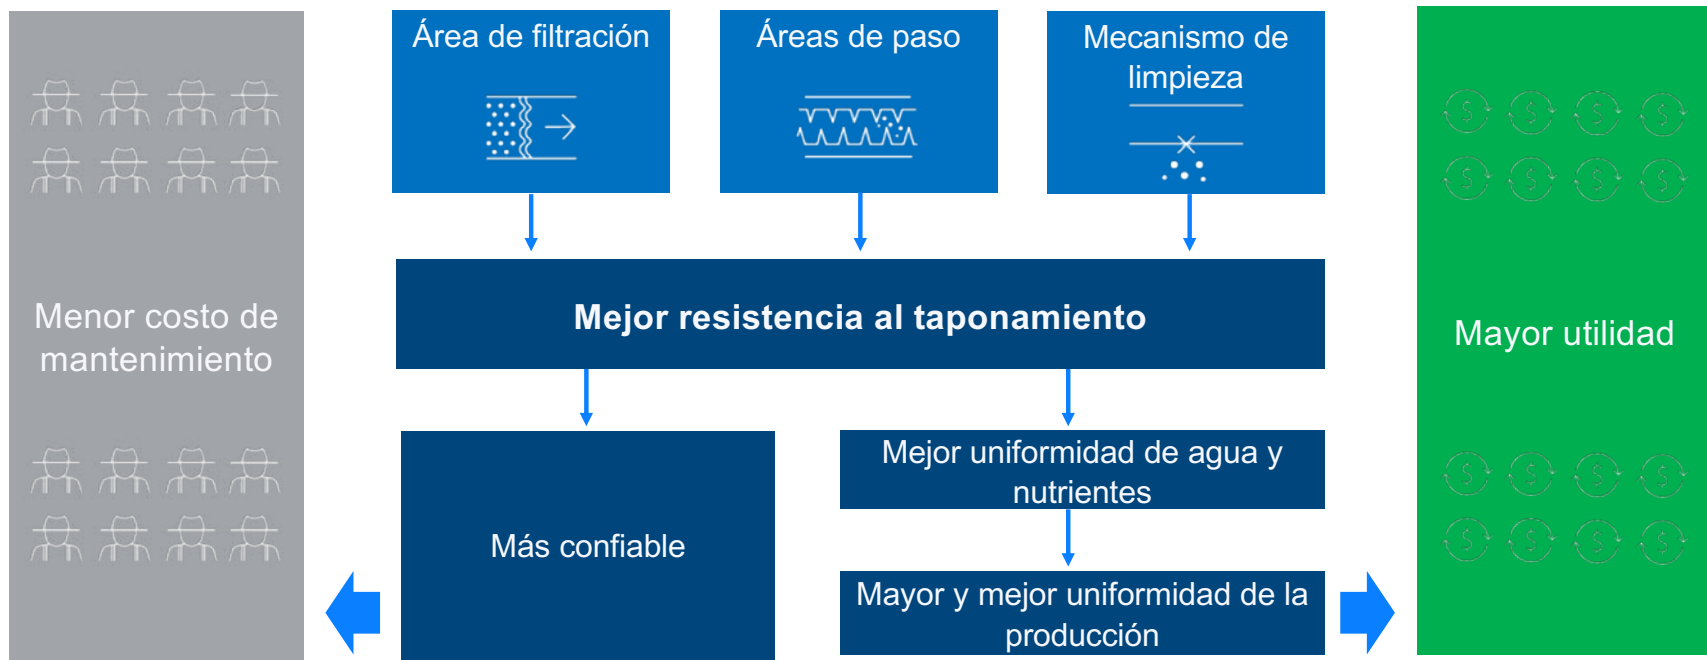 Área de filtración
Áreas de paso
Mecanismo de
limpieza
Mejor resistencia al taponamiento
Menor costo de
mantenimiento
Mayor utilidad
Más confiable
Mejor uniformidad de agua y
nutrientes
Mayor y mejor uniformidad de la
producción
$ $ $ $
$ $ $ $
$ $ $ $
$ $ $ $